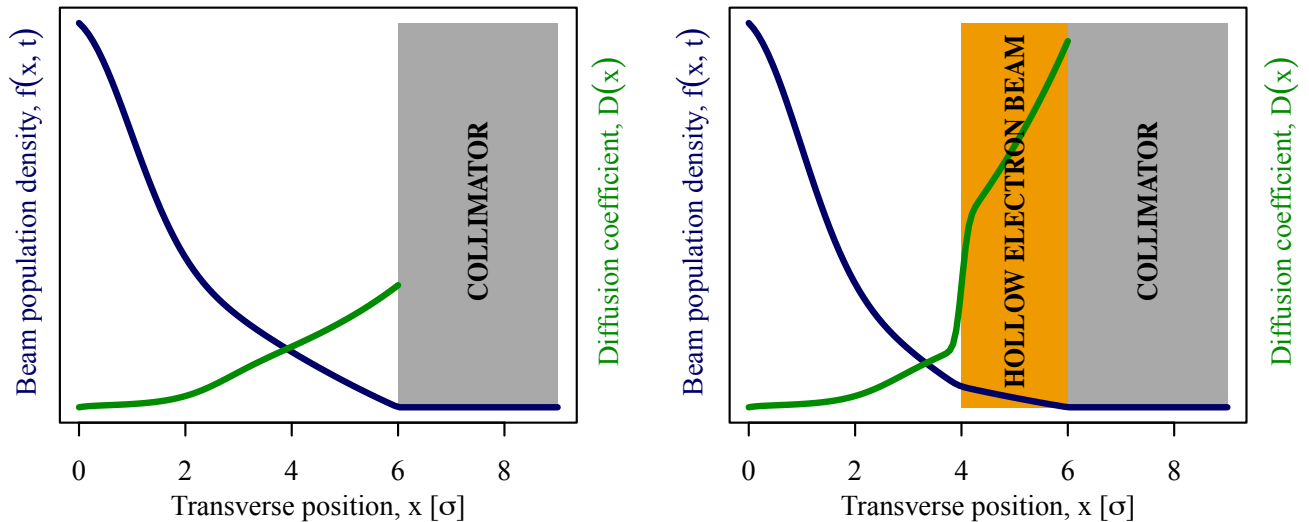 Beam population density, f(x, t)
COLLIMATOR
Diffusion coefficient, D(x)
0 2 4 6 8
Transverse position, x [σ]
Beam population density, f(x, t)
HOLLOW ELECTRON BEAM
COLLIMATOR
Diffusion coefficient, D(x)
0 2 4 6 8
Transverse position, x [σ]